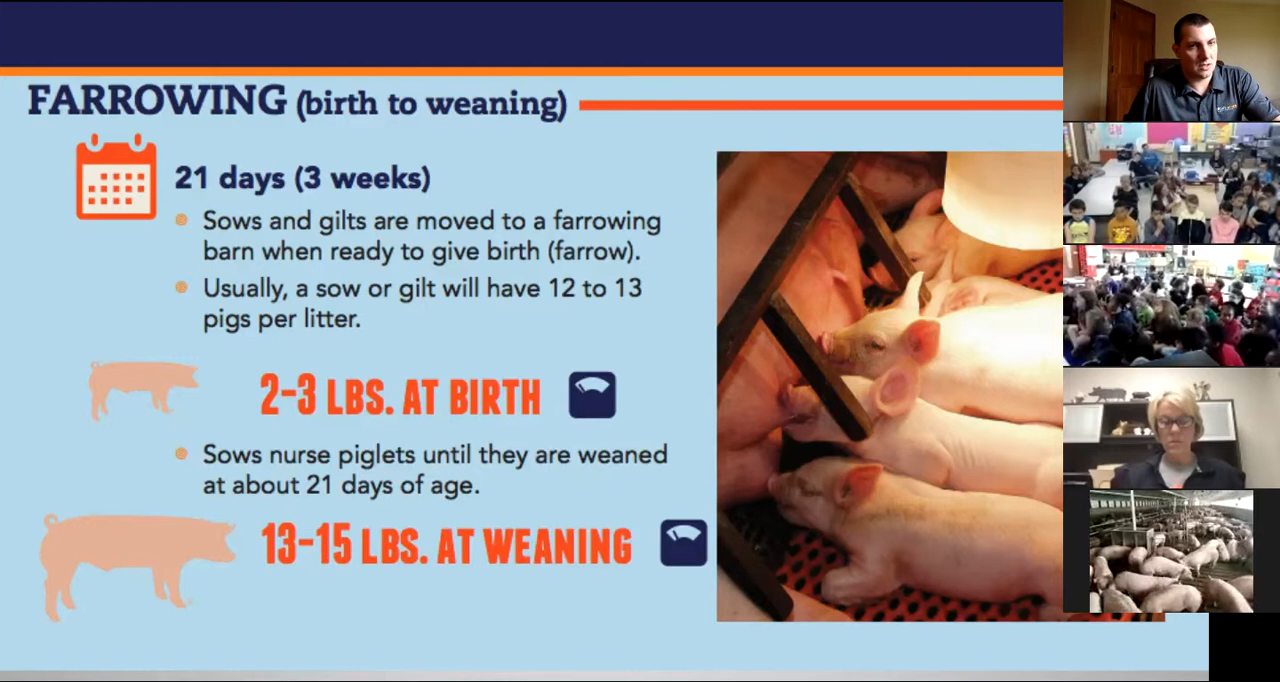 FARROWING (birth to weaning)
21 days (3 weeks)
Sows and gilts are moved to a farrowing
barn when ready to give birth (farrow).
Usually, a sow or gilt will have 12 to 13
pigs per litter.
2-3 LBS. AT BIRTH
Sows nurse piglets until they are weaned
at about 21 days of age.
13-15 LBS. AT WEANING